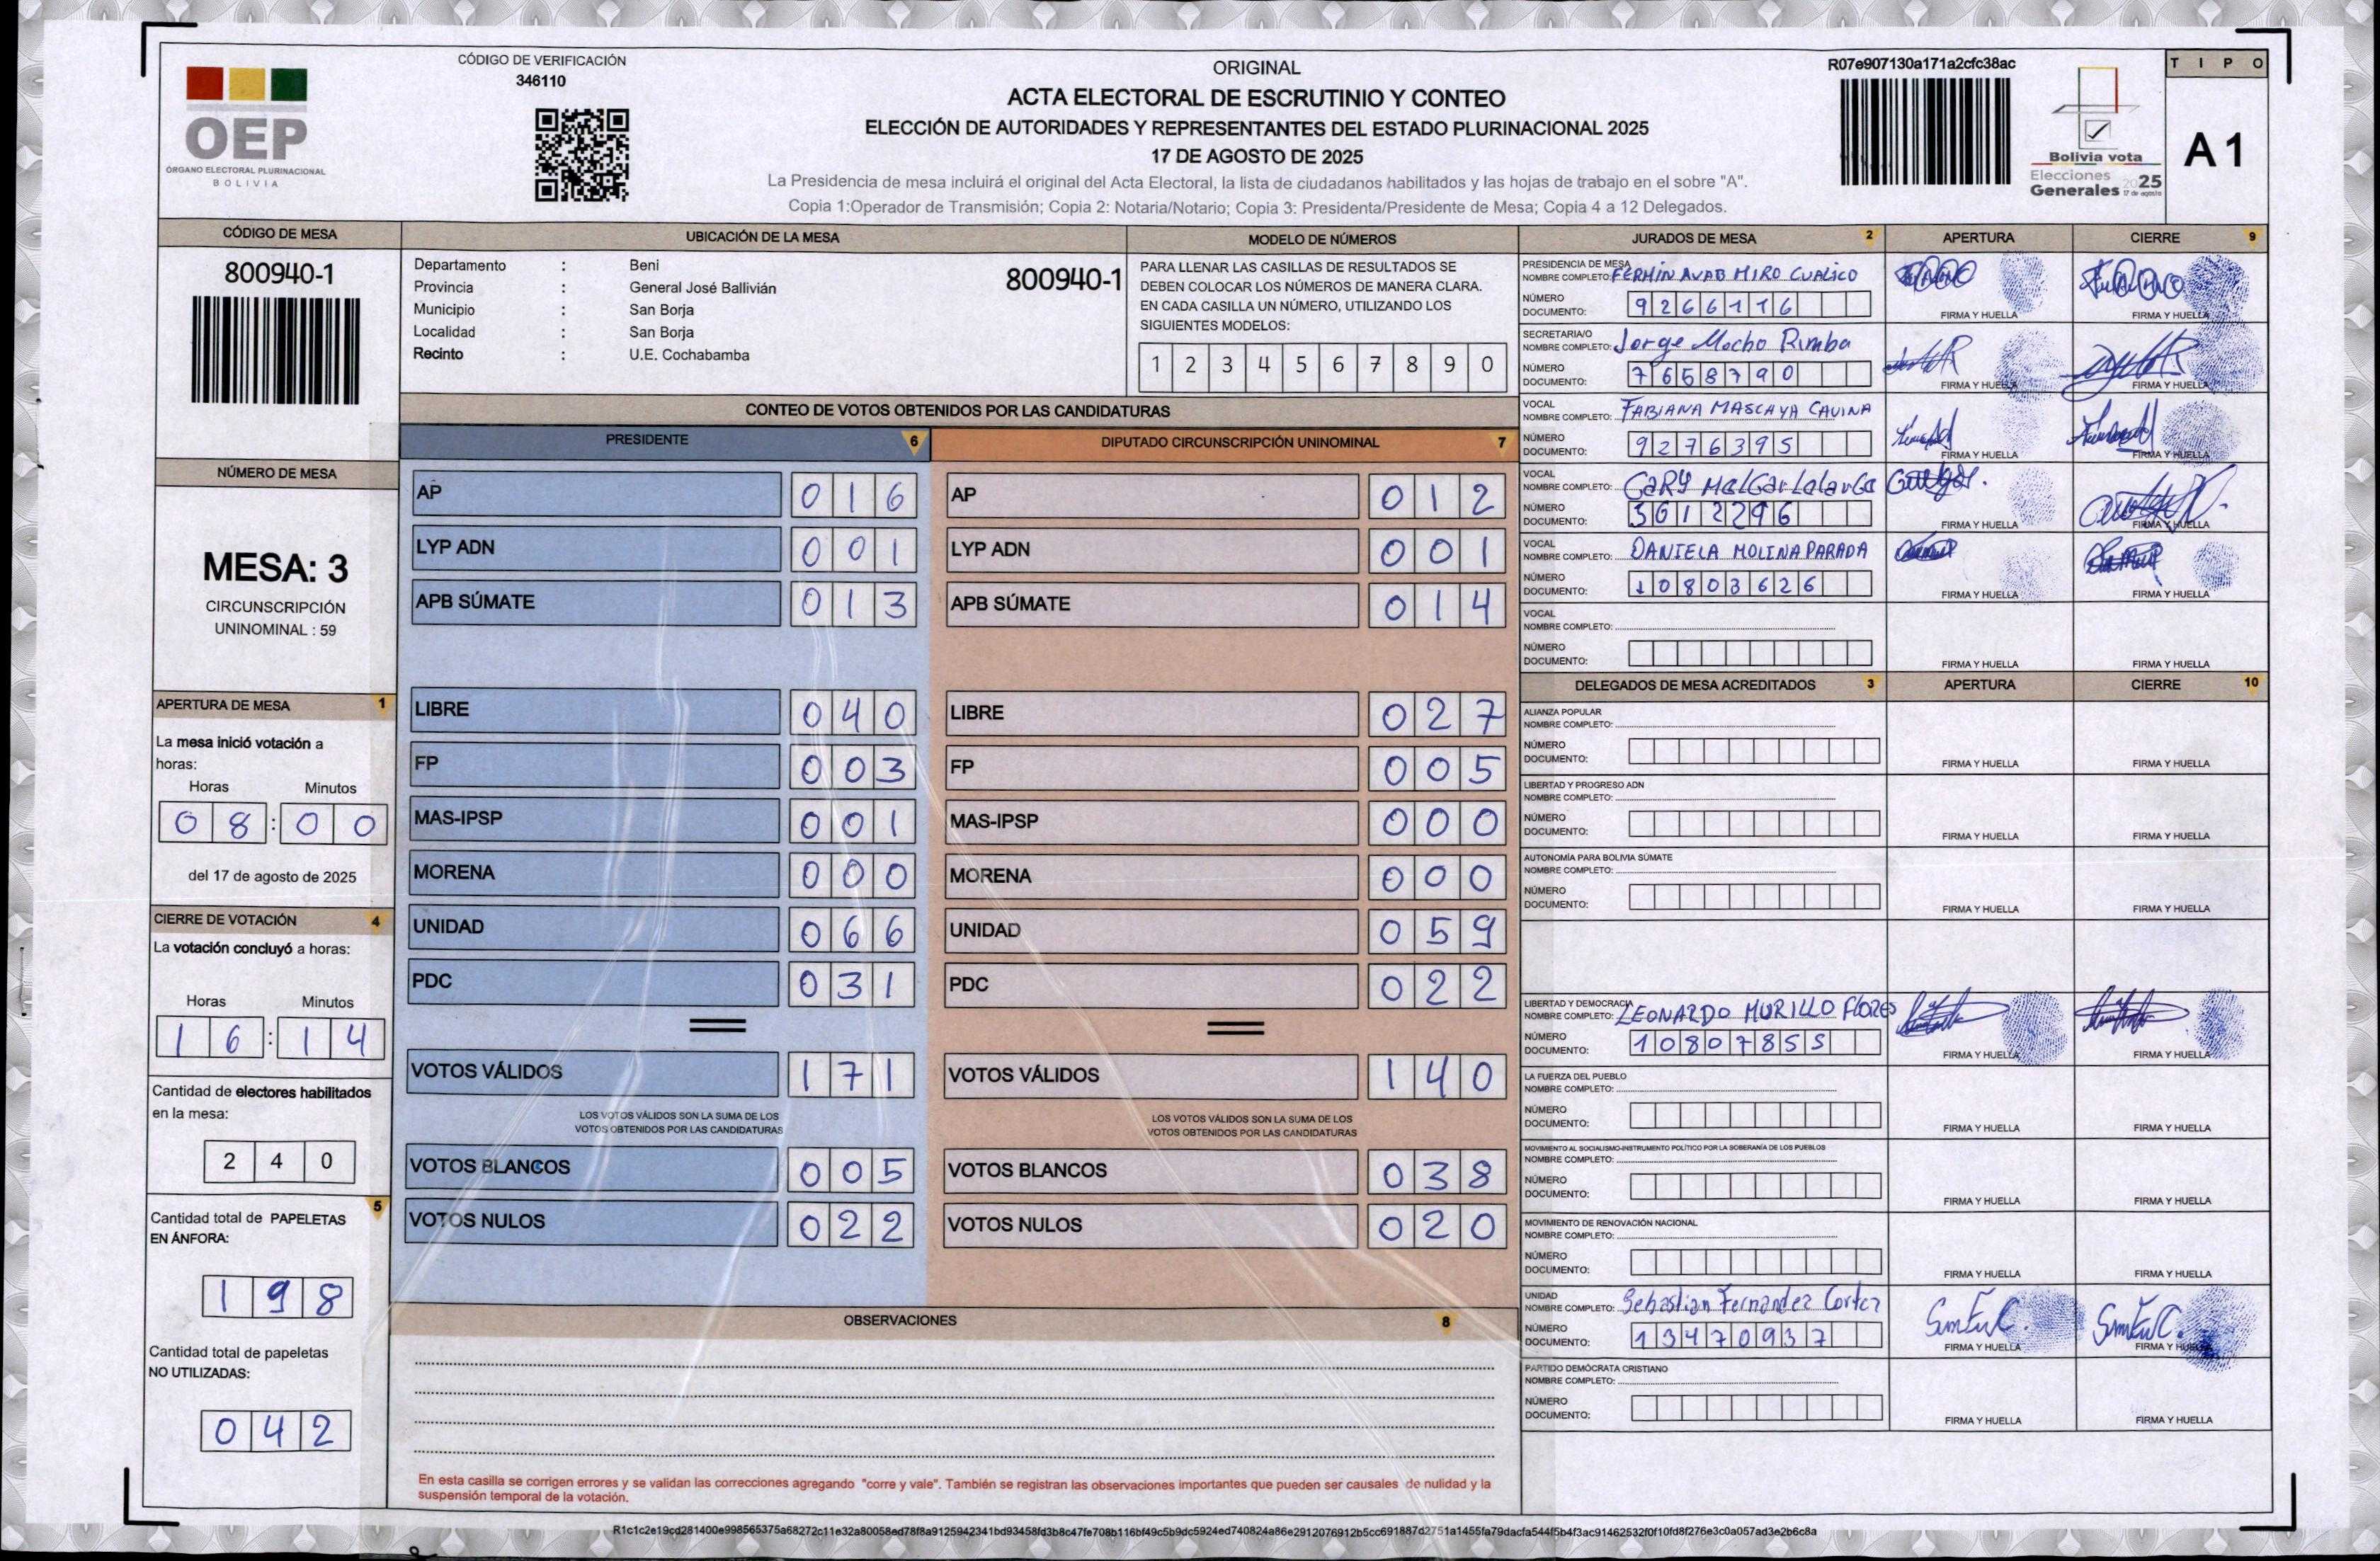 CÓDIGO DE VERIFICACIÓN
346110
OEP
ÓRGANO ELECTORAL PLURINACIONAL
BOLIVIA
ORIGINAL
ACTA ELECTORAL DE ESCRUTINIO Y CONTEO
ELECCIÓN DE AUTORIDADES Y REPRESENTANTES DEL ESTADO PLURINACIONAL 2025
17 DE AGOSTO DE 2025
La Presidencia de mesa incluirá el original del Acta Electoral, la lista de ciudadanos habilitados y las hojas de trabajo en el sobre "A".
Copia 1:Operador de Transmisión; Copia 2: Notaria/Notario; Copia 3: Presidenta/Presidente de Mesa; Copia 4 a 12 Delegados.
R07e907130a171a2cfc38ac
Bolivia vota
Elecciones
Generales 2025
17 de agosto
TIPO
A 1
CÓDIGO DE MESA
800940-1
UBICACIÓN DE LA MESA
Departamento : Beni
Provincia : General José Ballivián
Municipio : San Borja
Localidad : San Borja
Recinto : U.E. Cochabamba
800940-1
MODELO DE NÚMEROS
PARA LLENAR LAS CASILLAS DE RESULTADOS SE
DEBEN COLOCAR LOS NÚMEROS DE MANERA CLARA.
EN CADA CASILLA UN NÚMERO, UTILIZANDO LOS
SIGUIENTES MODELOS:
1 2 3 4 5 6 7 8 9 0
NÚMERO DE MESA
MESA: 3
CIRCUNSCRIPCIÓN
UNINOMINAL : 59
APERTURA DE MESA 1
La mesa inició votación a
horas:
Horas Minutos
08:00
del 17 de agosto de 2025
CIERRE DE VOTACIÓN 4
La votación concluyó a horas:
Horas Minutos
16:14
Cantidad de electores habilitados
en la mesa:
240
5
Cantidad total de PAPELETAS
EN ÁNFORA:
198
Cantidad total de papeletas
NO UTILIZADAS:
042
CONTEO DE VOTOS OBTENIDOS POR LAS CANDIDATURAS
PRESIDENTE 6
AP 016
LYP ADN 001
APB SÚMATE 013
LIBRE 040
FP 003
MAS-IPSP 001
MORENA 000
UNIDAD 066
PDC 031
VOTOS VÁLIDOS 171
LOS VOTOS VÁLIDOS SON LA SUMA DE LOS
VOTOS OBTENIDOS POR LAS CANDIDATURAS
VOTOS BLANCOS 005
VOTOS NULOS 022
DIPUTADO CIRCUNSCRIPCIÓN UNINOMINAL 7
AP 012
LYP ADN 001
APB SÚMATE 014
LIBRE 027
FP 005
MAS-IPSP 000
MORENA 000
UNIDAD 059
PDC 022
VOTOS VÁLIDOS 140
LOS VOTOS VÁLIDOS SON LA SUMA DE LOS
VOTOS OBTENIDOS POR LAS CANDIDATURAS
VOTOS BLANCOS 038
VOTOS NULOS 020
OBSERVACIONES 8
En esta casilla se corrigen errores y se validan las correcciones agregando "corre y vale". También se registran las observaciones importantes que pueden ser causales de nulidad y la
suspensión temporal de la votación.
JURADOS DE MESA 2 APERTURA CIERRE 9
PRESIDENCIA DE MESA
NOMBRE COMPLETO: FERMÍN AVAB MIRO CUALICO
NÚMERO
DOCUMENTO: 9266116 FIRMA Y HUELLA FIRMA Y HUELLA
SECRETARIA/O
NOMBRE COMPLETO: Jorge Mocho Rimba
NÚMERO
DOCUMENTO: 7658790 FIRMA Y HUELLA FIRMA Y HUELLA
VOCAL
NOMBRE COMPLETO: FABIANA MASCAYA CAUINA
NÚMERO
DOCUMENTO: 9276395 FIRMA Y HUELLA FIRMA Y HUELLA
VOCAL
NOMBRE COMPLETO: GARY
NÚMERO
DOCUMENTO: 5612296 FIRMA Y HUELLA FIRMA Y HUELLA
VOCAL
NOMBRE COMPLETO: DANIELA MOLINA PARADA
NÚMERO
DOCUMENTO: 10803626 FIRMA Y HUELLA FIRMA Y HUELLA
VOCAL
NOMBRE COMPLETO:
NÚMERO
DOCUMENTO: FIRMA Y HUELLA FIRMA Y HUELLA
DELEGADOS DE MESA ACREDITADOS 3 APERTURA CIERRE 10
ALIANZA POPULAR
NOMBRE COMPLETO:
NÚMERO
DOCUMENTO: FIRMA Y HUELLA FIRMA Y HUELLA
LIBERTAD Y PROGRESO ADN
NOMBRE COMPLETO:
NÚMERO
DOCUMENTO: FIRMA Y HUELLA FIRMA Y HUELLA
AUTONOMÍA PARA BOLIVIA SÚMATE
NOMBRE COMPLETO:
NÚMERO
DOCUMENTO: FIRMA Y HUELLA FIRMA Y HUELLA
LIBERTAD Y DEMOCRACIA
NOMBRE COMPLETO: LEONARDO MURILLO FLORES
NÚMERO
DOCUMENTO: 10807855 FIRMA Y HUELLA FIRMA Y HUELLA
LA FUERZA DEL PUEBLO
NOMBRE COMPLETO:
NÚMERO
DOCUMENTO: FIRMA Y HUELLA FIRMA Y HUELLA
MOVIMIENTO AL SOCIALISMO-INSTRUMENTO POLÍTICO POR LA SOBERANÍA DE LOS PUEBLOS
NOMBRE COMPLETO:
NÚMERO
DOCUMENTO: FIRMA Y HUELLA FIRMA Y HUELLA
MOVIMIENTO DE RENOVACIÓN NACIONAL
NOMBRE COMPLETO:
NÚMERO
DOCUMENTO: FIRMA Y HUELLA FIRMA Y HUELLA
UNIDAD
NOMBRE COMPLETO: Sebastian Fernandez Cortez
NÚMERO
DOCUMENTO: 13470937 FIRMA Y HUELLA FIRMA Y HUELLA
PARTIDO DEMÓCRATA CRISTIANO
NOMBRE COMPLETO:
NÚMERO
DOCUMENTO: FIRMA Y HUELLA FIRMA Y HUELLA